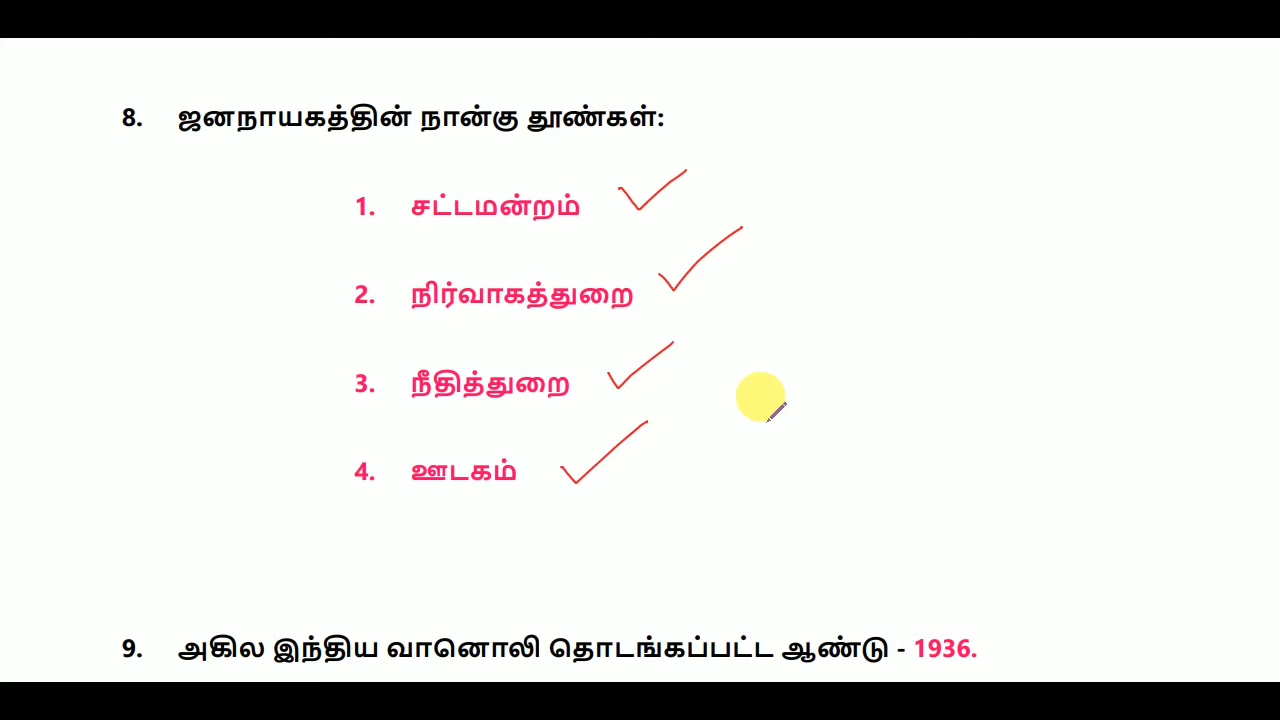 8. ஜனநாயகத்தின் நான்கு தூண்கள்:
1. சட்டமன்றம்
2. நிர்வாகத்துறை
3. நீதித்துறை
4. ஊடகம்
9. அகில இந்திய வானொலி தொடங்கப்பட்ட ஆண்டு - 1936.